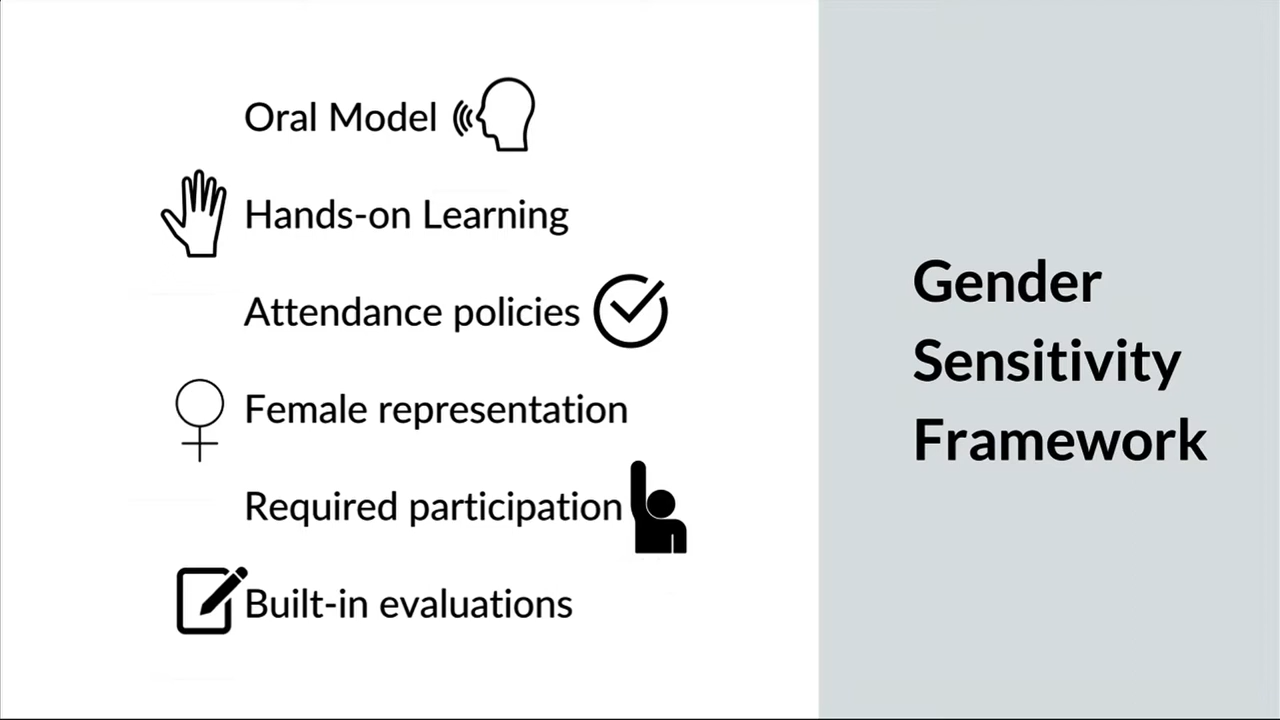 Oral Model
Hands-on Learning
Attendance policies
Female representation
Required participation
Built-in evaluations
Gender
Sensitivity
Framework